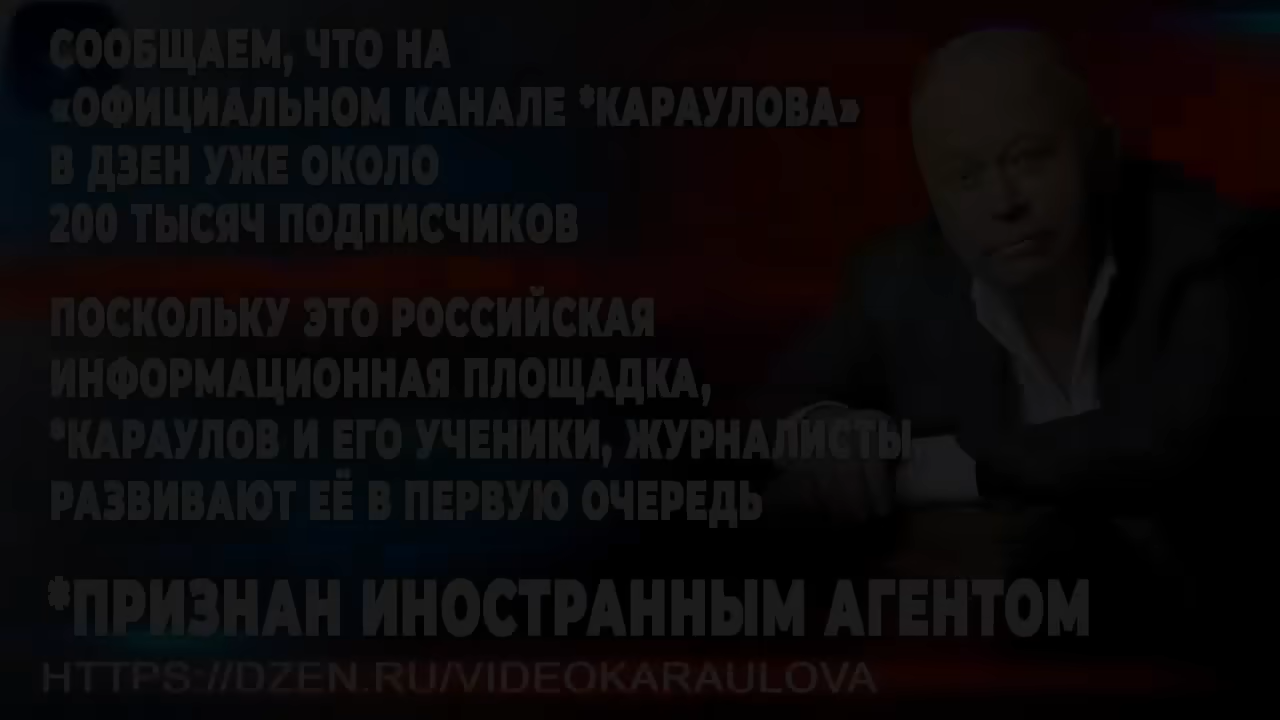 СООБЩАЕМ, ЧТО НА
«ОФИЦИАЛЬНОМ КАНАЛЕ *КАРАУЛОВА»
В ДЗЕН УЖЕ ОКОЛО
200 ТЫСЯЧ ПОДПИСЧИКОВ
ПОСКОЛЬКУ ЭТО РОССИЙСКАЯ
ИНФОРМАЦИОННАЯ ПЛОЩАДКА,
*КАРАУЛОВ И ЕГО УЧЕНИКИ, ЖУРНАЛИСТЫ,
РАЗВИВАЮТ ЕЁ В ПЕРВУЮ ОЧЕРЕДЬ
*ПРИЗНАН ИНОСТРАННЫМ АГЕНТОМ
HTTPS://DZEN.RU/VIDEOKARAULOVA